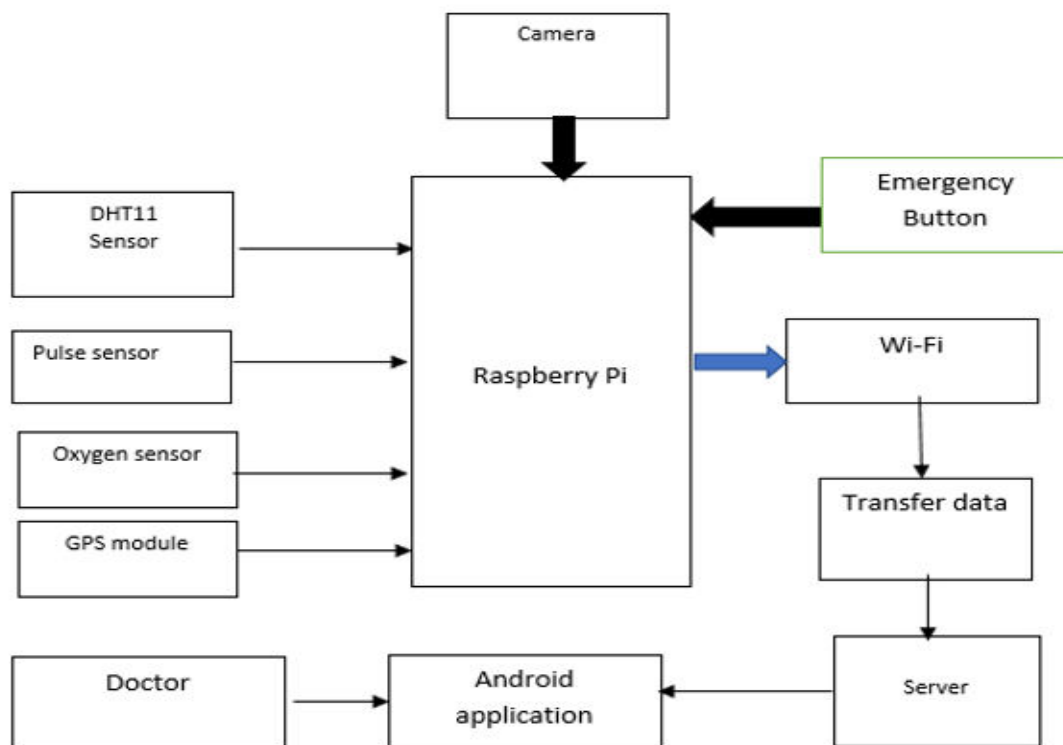 Camera
Emergency
Button
DHT11
Sensor
Pulse sensor
Raspberry Pi
Wi-Fi
Oxygen sensor
Transfer data
GPS module
Doctor
Android
application
Server